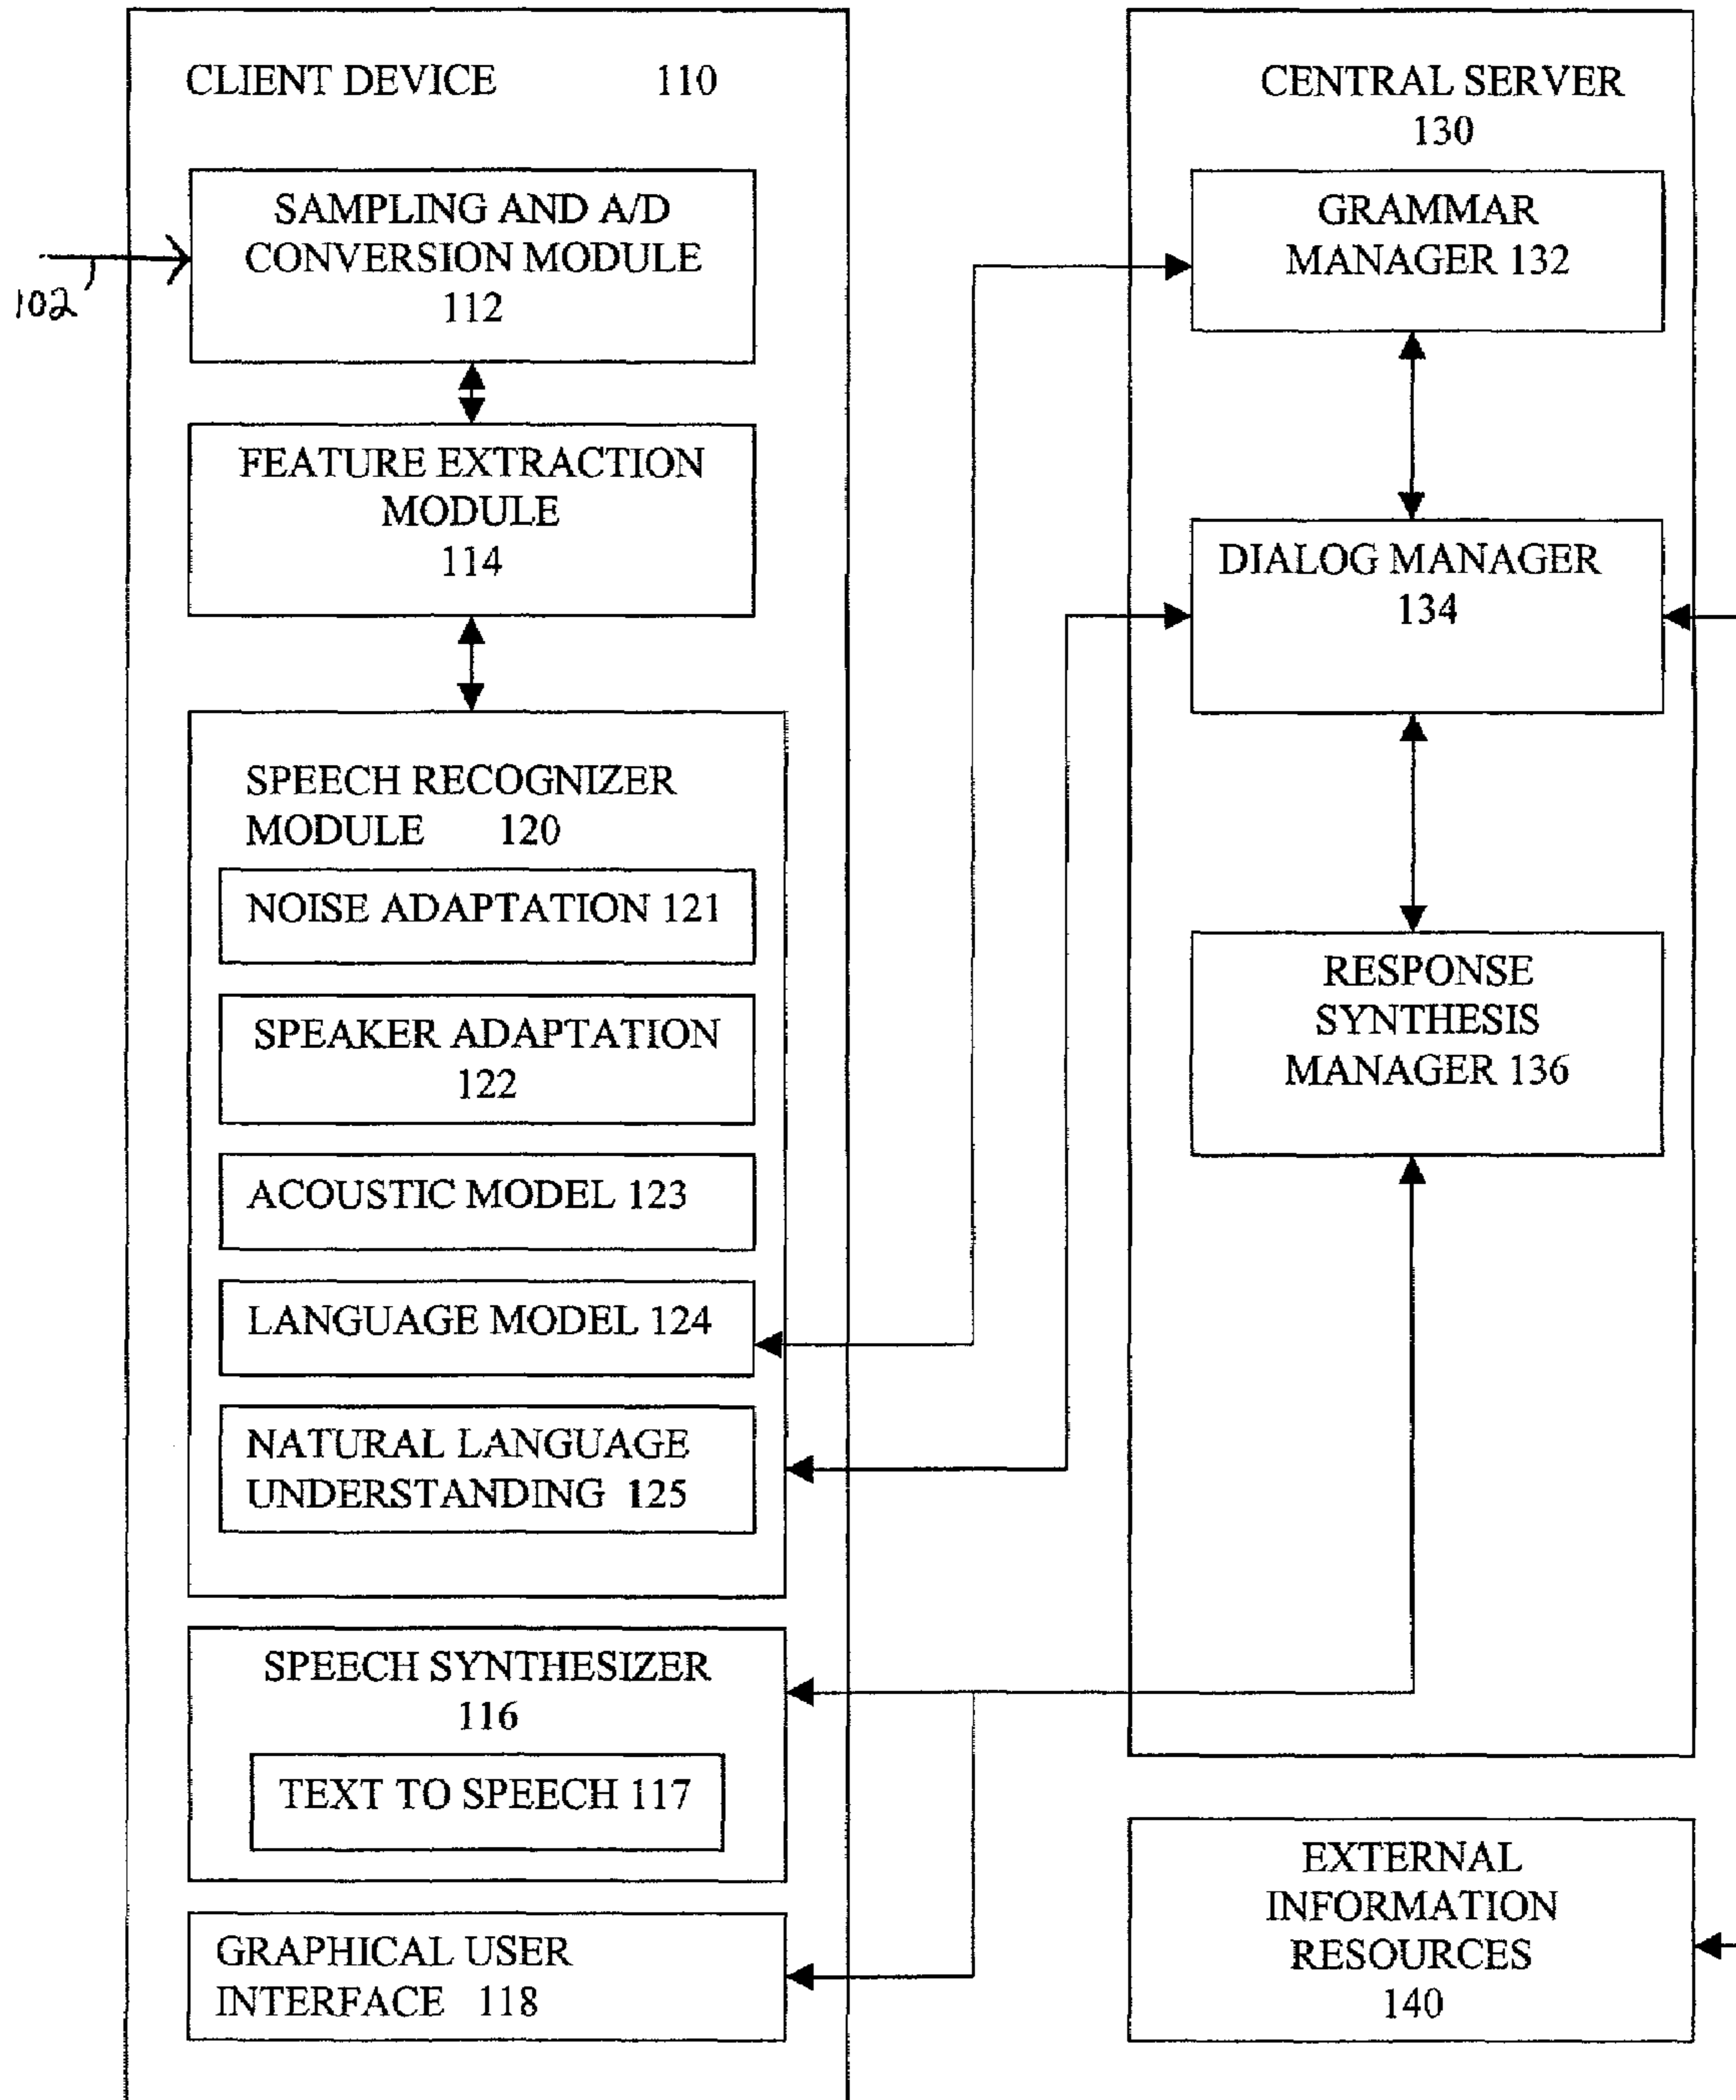 CLIENT DEVICE 110
SAMPLING AND A/D
CONVERSION MODULE
112
102
FEATURE EXTRACTION
MODULE
114
SPEECH RECOGNIZER
MODULE 120
NOISE ADAPTATION 121
SPEAKER ADAPTATION
122
ACOUSTIC MODEL 123
LANGUAGE MODEL 124
NATURAL LANGUAGE
UNDERSTANDING 125
SPEECH SYNTHESIZER
116
TEXT TO SPEECH 117
GRAPHICAL USER
INTERFACE 118
CENTRAL SERVER
130
GRAMMAR
MANAGER 132
DIALOG MANAGER
134
RESPONSE
SYNTHESIS
MANAGER 136
EXTERNAL
INFORMATION
RESOURCES
140